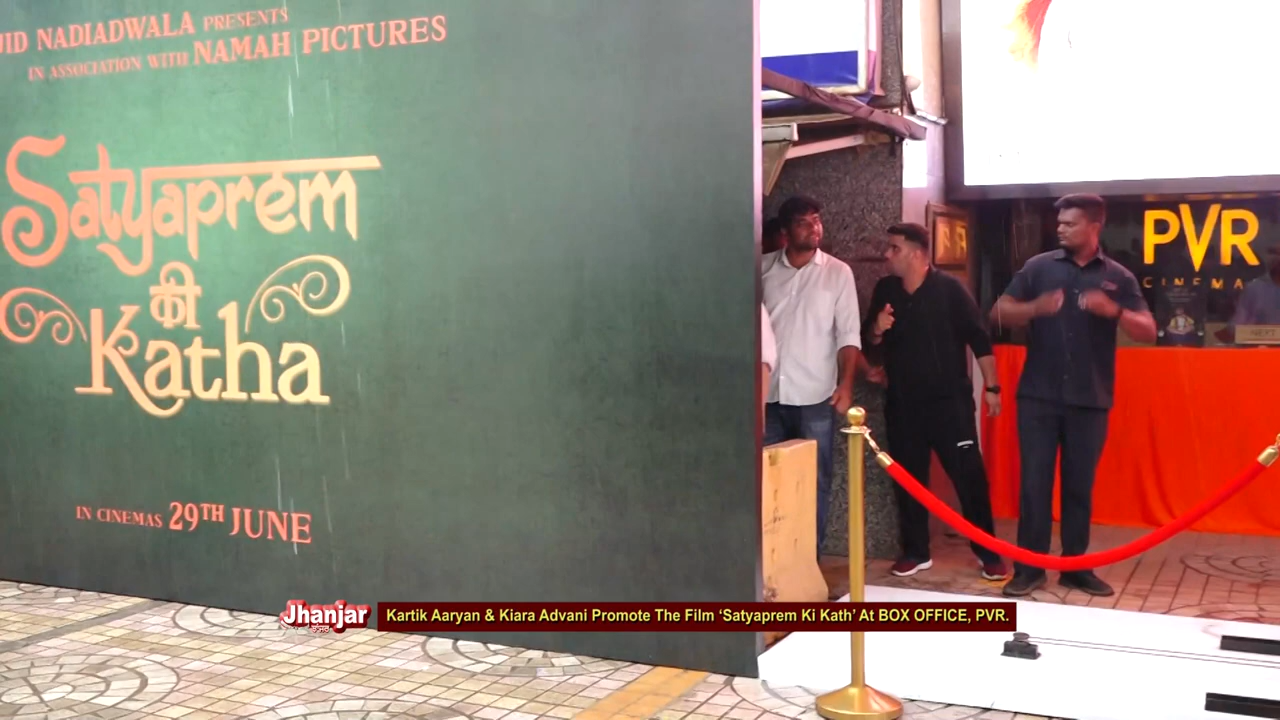 JID NADIADWALA PRESENTS
IN ASSOCIATION WITH NAMAH PICTURES
Satyaprem
की
Katha
IN CINEMAS 29TH JUNE
PVR
CINEMA
NEXT
Jhanjar
Kartik Aaryan & Kiara Advani Promote The Film ‘Satyaprem Ki Kath’ At BOX OFFICE, PVR.